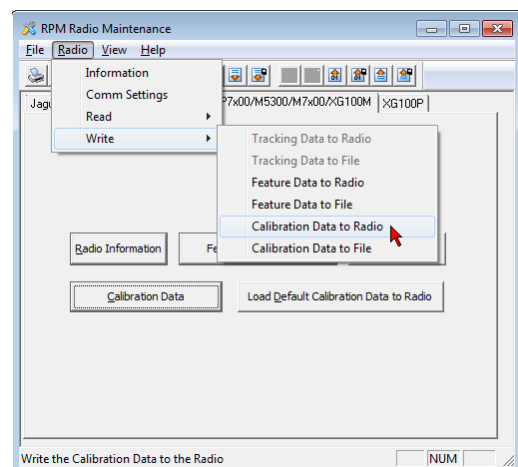 RPM Radio Maintenance
File Radio View Help
Information
Comm Settings
Read
Write
P7x00/M5300/M7x00/XG100M XG100P
Tracking Data to Radio
Tracking Data to File
Feature Data to Radio
Feature Data to File
Calibration Data to Radio
Calibration Data to File
Radio Information
Calibration Data
Load Default Calibration Data to Radio
Write the Calibration Data to the Radio NUM